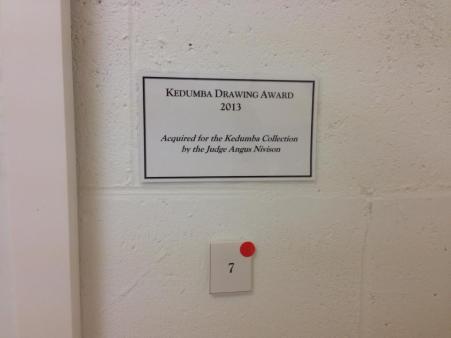 KEDUMBA DRAWING AWARD
2013
Acquired for the Kedumba Collection
by the Judge Angus Nivison
7